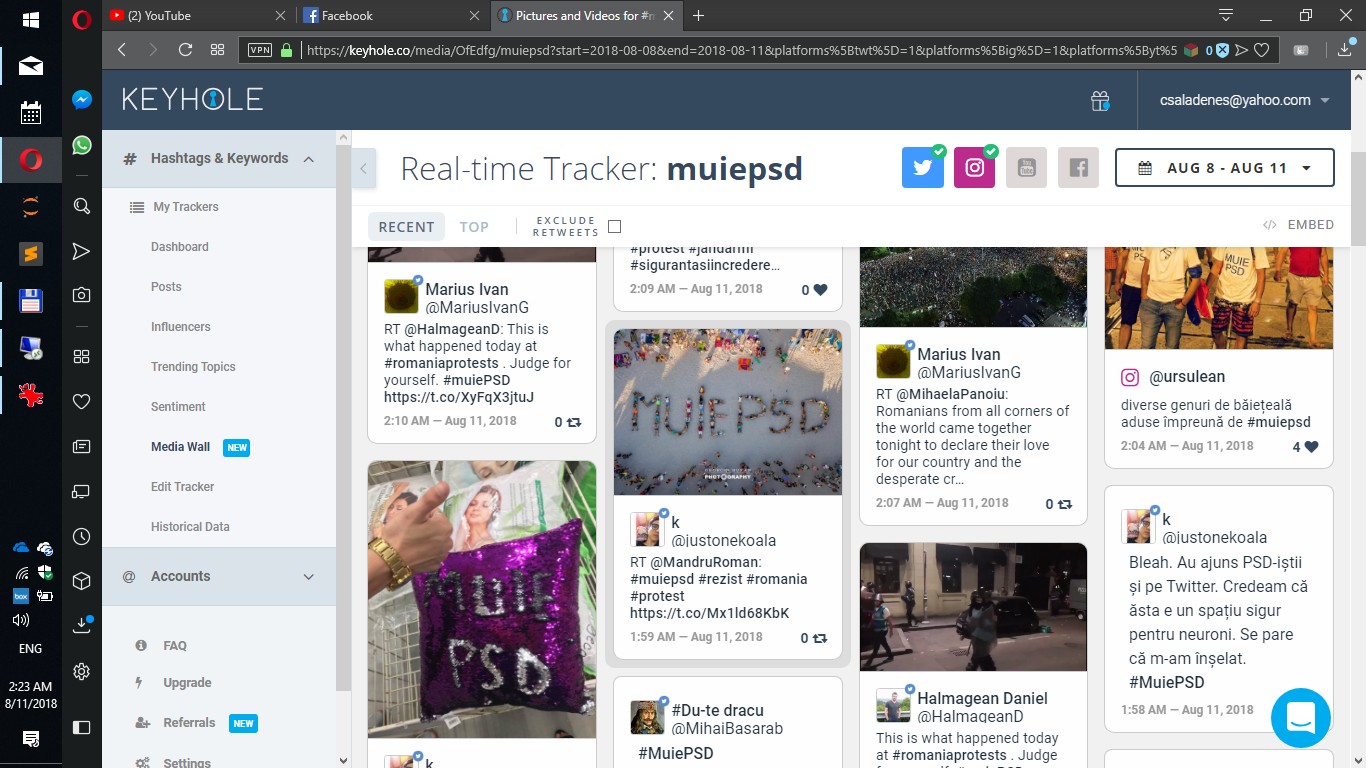 (2) YouTube
Facebook
Pictures and Videos for #m
VPN
https://keyhole.co/media/OfEdfg/muiepsd?start=2018-08-08&end=2018-08-11&platforms%5Btwt%5D=1&platforms%5Big%5D=1&platforms%5Byt%5
0
KEYHOLE
csaladenes@yahoo.com
# Hashtags & Keywords
My Trackers
Dashboard
Posts
Influencers
Trending Topics
Sentiment
Media Wall NEW
Edit Tracker
Historical Data
@ Accounts
FAQ
Upgrade
Referrals NEW
Settings
box
ENG
2:23 AM
8/11/2018
Real-time Tracker: muiepsd
You
Tube
AUG 8 - AUG 11
RECENT
TOP
EXCLUDE
RETWEETS
</> EMBED
Marius Ivan
@MariusIvanG
RT @HalmageanD: This is
what happened today at
#romaniaprotests . Judge for
yourself. #muiePSD
https://t.co/XyFqX3jtuJ
2:10 AM — Aug 11, 2018
0
MUIE
PSD
k
#protest #jandarmi
#sigurantasiincredere...
2:09 AM — Aug 11, 2018
0
MUIEPSD
PHOTOGRAPHY
k
@justonekoala
RT @MandruRoman:
#muiepsd #rezist #romania
#protest
https://t.co/Mx1ld68KbK
1:59 AM — Aug 11, 2018
0
#Du-te dracu
@MihaiBasarab
#MuiePSD
Marius Ivan
@MariusIvanG
RT @MihaelaPanoiu:
Romanians from all corners of
the world came together
tonight to declare their love
for our country and the
desperate cr...
2:07 AM — Aug 11, 2018
0
Halmagean Daniel
@HalmageanD
This is what happened today
at #romaniaprotests . Judge
MUIE
PSD
@ursulean
diverse genuri de băiețeală
aduse împreună de #muiepsd
2:04 AM — Aug 11, 2018
4
k
@justonekoala
Bleah. Au ajuns PSD-iștii
și pe Twitter. Credeam că
ăsta e un spațiu sigur
pentru neuroni. Se pare
că m-am înșelat.
#MuiePSD
1:58 AM — Aug 11, 2018